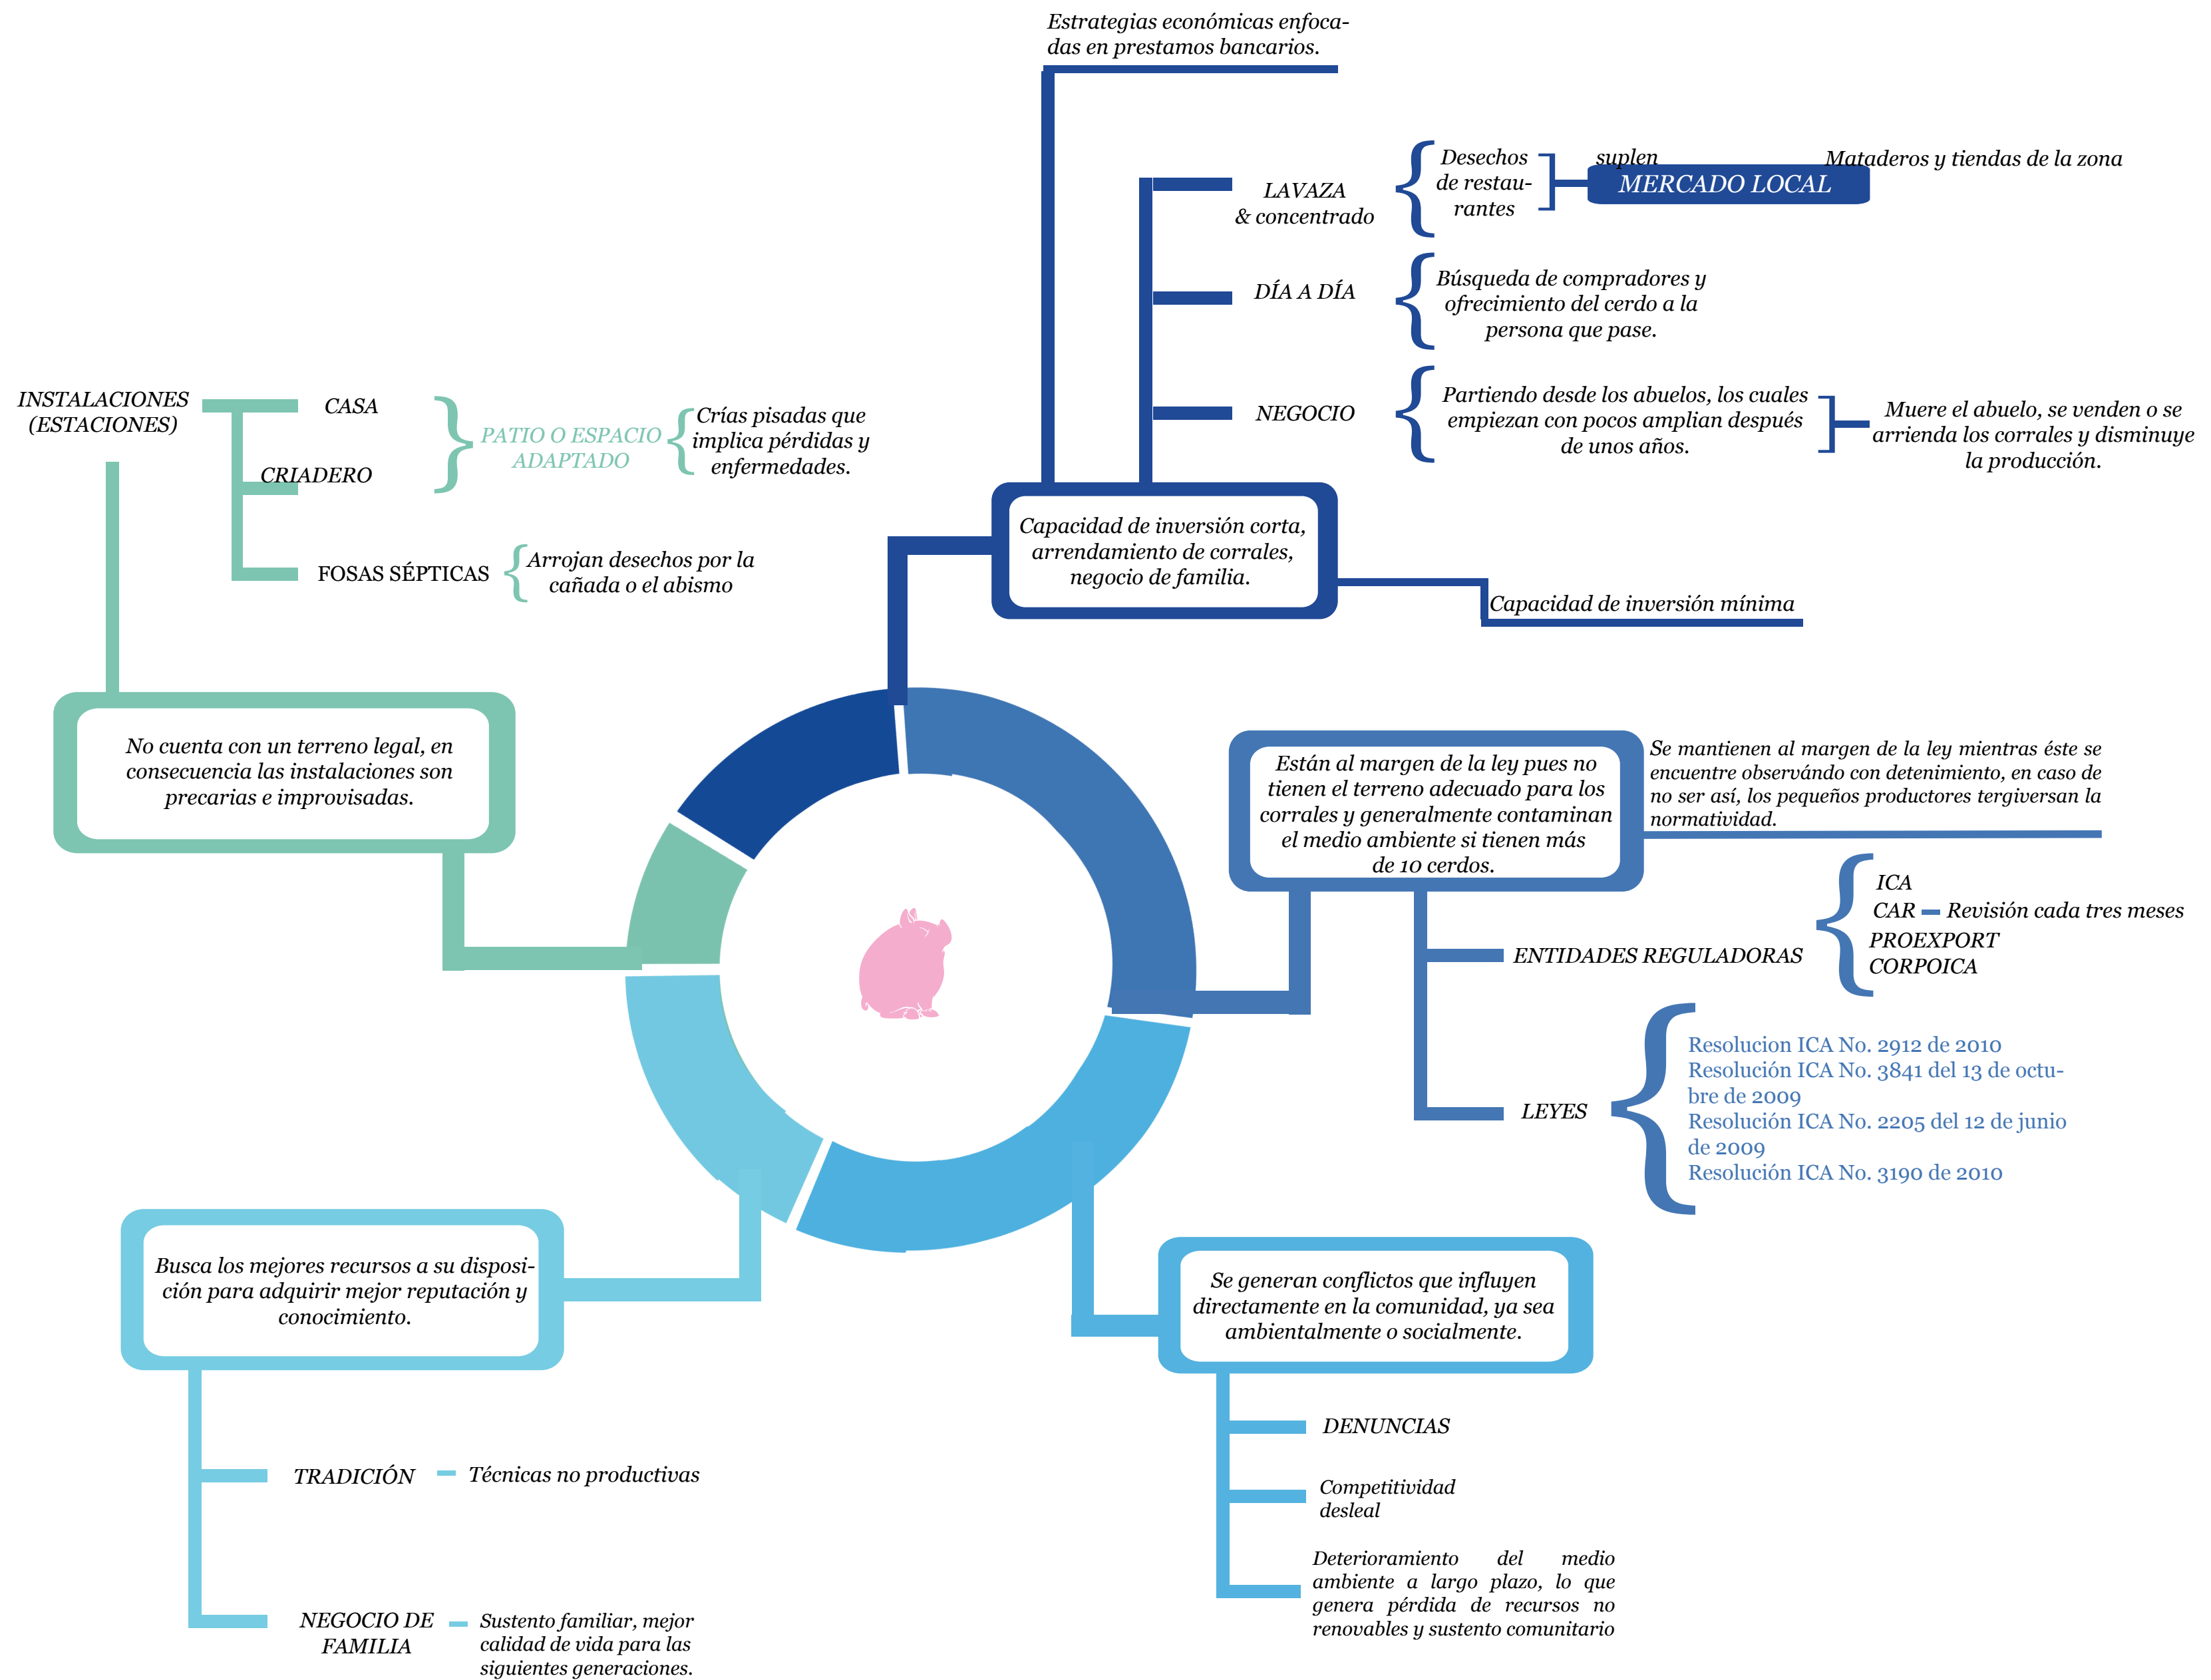 Estrategias económicas enfoca-
das en prestamos bancarios.
LAVAZA
& concentrado
Desechos
de restau-
rantes
suplen
MERCADO LOCAL
Mataderos y tiendas de la zona
DÍA A DÍA
Búsqueda de compradores y
ofrecimiento del cerdo a la
persona que pase.
NEGOCIO
Partiendo desde los abuelos, los cuales
empiezan con pocos amplian después
de unos años.
Muere el abuelo, se venden o se
arrienda los corrales y disminuye
la producción.
Capacidad de inversión corta,
arrendamiento de corrales,
negocio de familia.
Capacidad de inversión mínima
INSTALACIONES
(ESTACIONES)
CASA
CRIADERO
PATIO O ESPACIO
ADAPTADO
Crías pisadas que
implica pérdidas y
enfermedades.
FOSAS SÉPTICAS
Arrojan desechos por la
cañada o el abismo
No cuenta con un terreno legal, en
consecuencia las instalaciones son
precarias e improvisadas.
Están al margen de la ley pues no
tienen el terreno adecuado para los
corrales y generalmente contaminan
el medio ambiente si tienen más
de 10 cerdos.
Se mantienen al margen de la ley mientras éste se
encuentre observándo con detenimiento, en caso de
no ser así, los pequeños productores tergiversan la
normatividad.
ENTIDADES REGULADORAS
ICA
CAR
Revisión cada tres meses
PROEXPORT
CORPOICA
LEYES
Resolucion ICA No. 2912 de 2010
Resolución ICA No. 3841 del 13 de octu-
bre de 2009
Resolución ICA No. 2205 del 12 de junio
de 2009
Resolución ICA No. 3190 de 2010
Busca los mejores recursos a su disposi-
ción para adquirir mejor reputación y
conocimiento.
TRADICIÓN
Técnicas no productivas
NEGOCIO DE
FAMILIA
Sustento familiar, mejor
calidad de vida para las
siguientes generaciones.
Se generan conflictos que influyen
directamente en la comunidad, ya sea
ambientalmente o socialmente.
DENUNCIAS
Competitividad
desleal
Deterioramiento del medio
ambiente a largo plazo, lo que
genera pérdida de recursos no
renovables y sustento comunitario